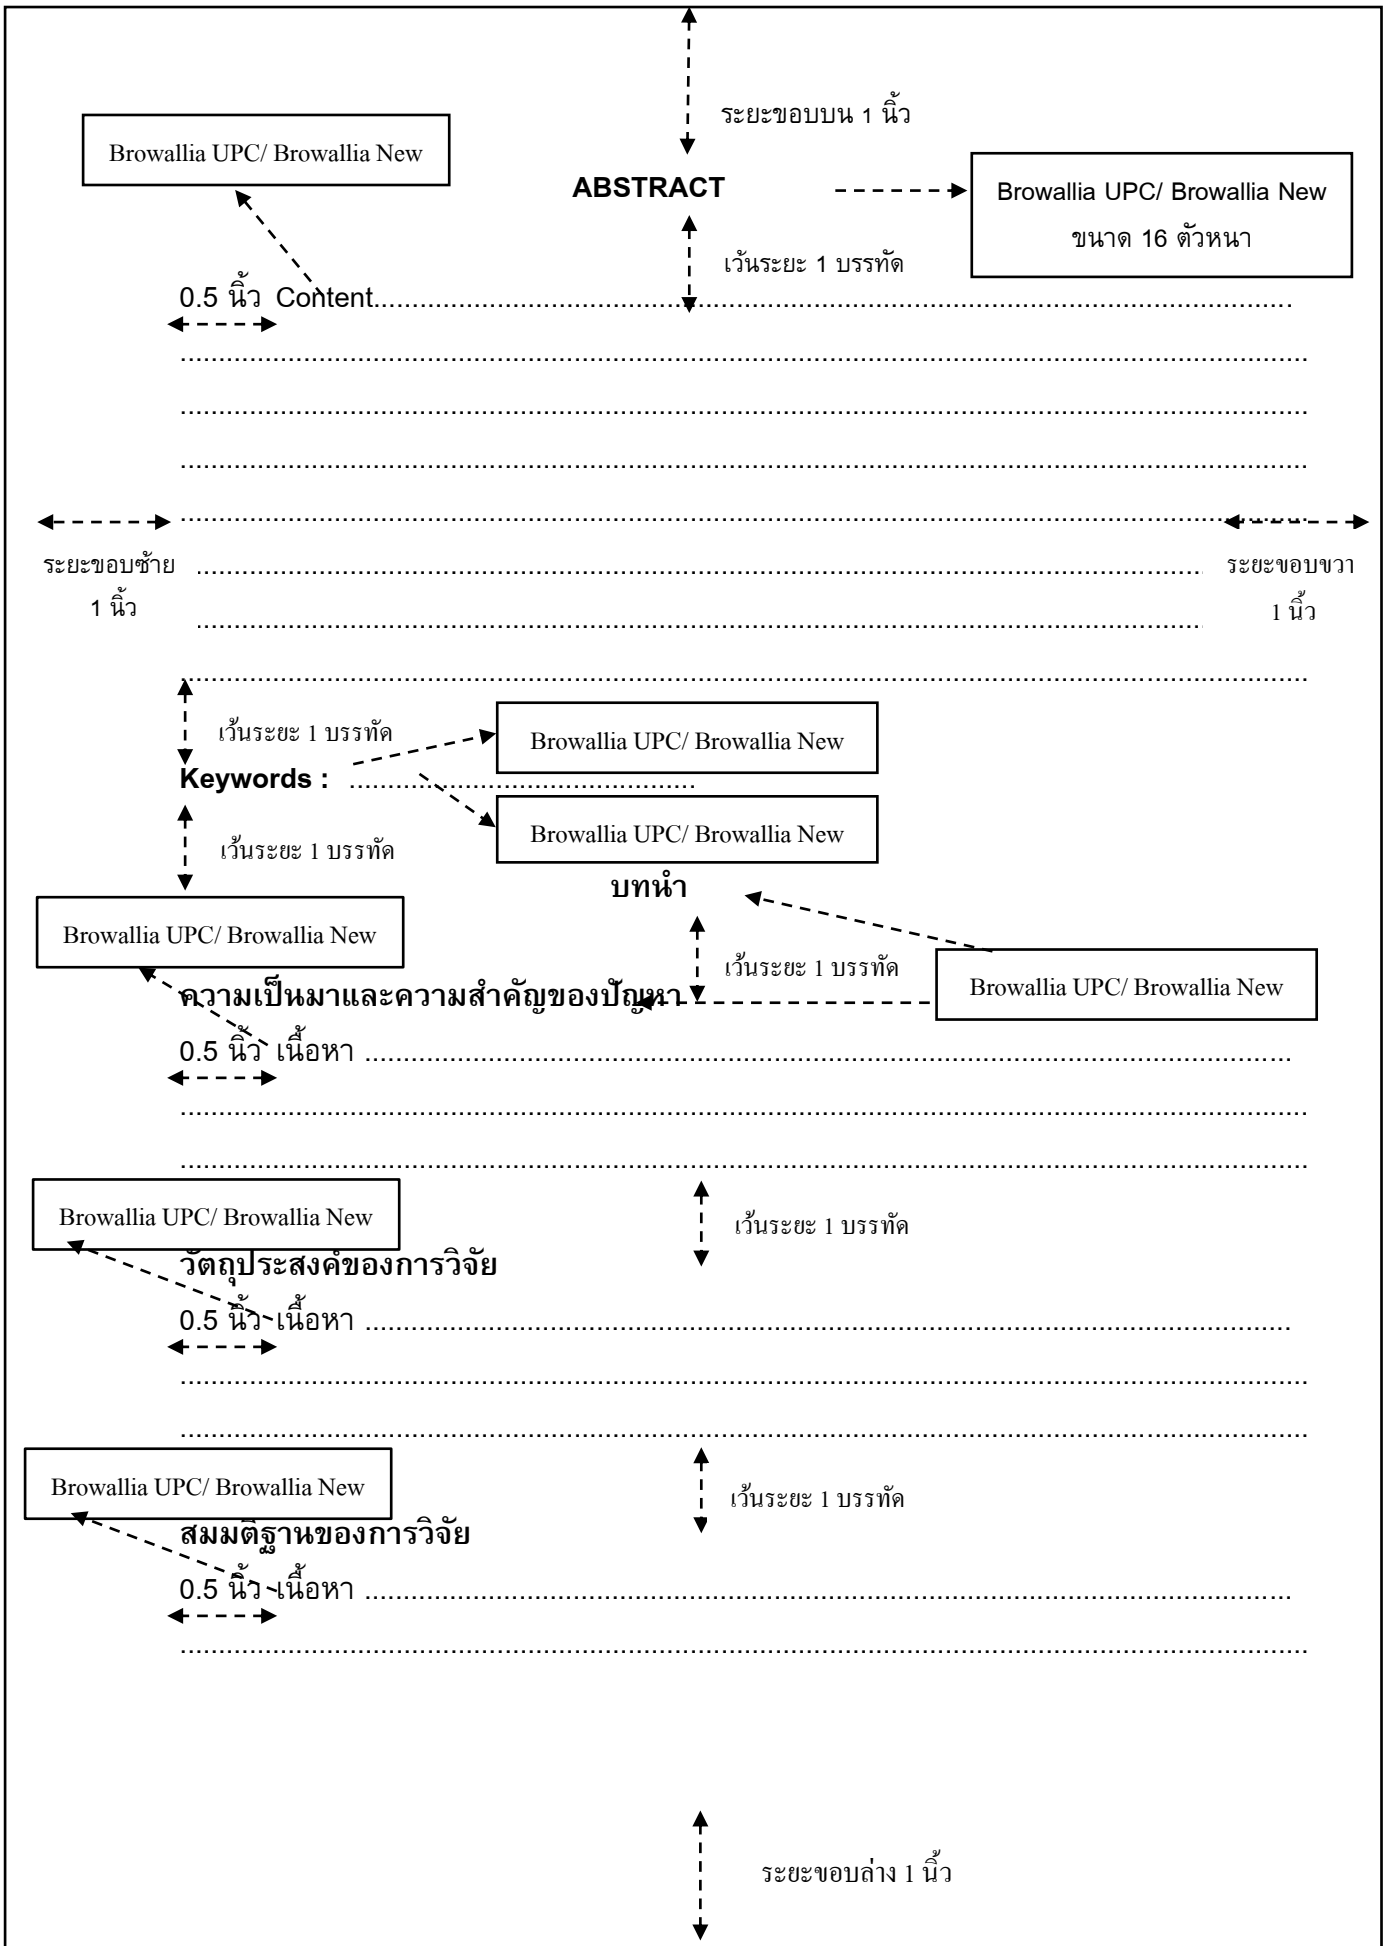 ระยะขอบบน 1 นิ้ว
Browallia UPC/ Browallia New
ABSTRACT
Browallia UPC/ Browallia New
ขนาด 16 ตัวหนา
เว้นระยะ 1 บรรทัด
0.5 นิ้ว Content....................................................................................................
....................................................................................................
....................................................................................................
....................................................................................................
....................................................................................................
ระยะขอบซ้าย
1 นิ้ว
....................................................................................................
....................................................................................................
ระยะขอบขวา
1 นิ้ว
....................................................................................................
เว้นระยะ 1 บรรทัด
Browallia UPC/ Browallia New
Keywords : ..........................................
Browallia UPC/ Browallia New
เว้นระยะ 1 บรรทัด
บทนำ
Browallia UPC/ Browallia New
เว้นระยะ 1 บรรทัด
Browallia UPC/ Browallia New
ความเป็นมาและความสำคัญของปัญหา
0.5 นิ้ว เนื้อหา ....................................................................................................
....................................................................................................
....................................................................................................
Browallia UPC/ Browallia New
เว้นระยะ 1 บรรทัด
วัตถุประสงค์ของการวิจัย
0.5 นิ้ว เนื้อหา ....................................................................................................
....................................................................................................
....................................................................................................
Browallia UPC/ Browallia New
เว้นระยะ 1 บรรทัด
สมมติฐานของการวิจัย
0.5 นิ้ว เนื้อหา ....................................................................................................
....................................................................................................
ระยะขอบล่าง 1 นิ้ว